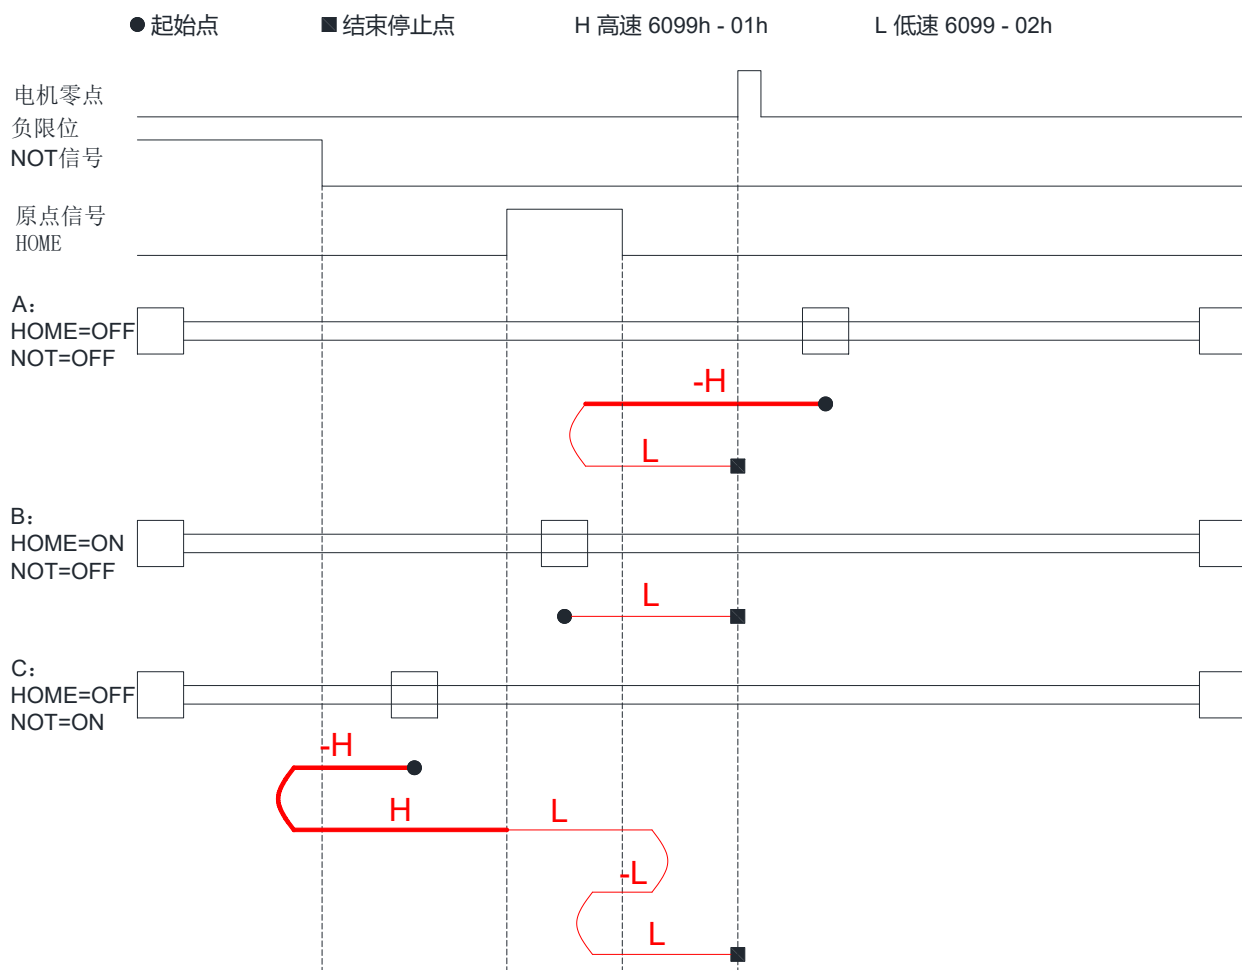 起始点 结束停止点 H 高速 6099h - 01h L 低速 6099 - 02h
电机零点
负限位
NOT信号
原点信号
HOME
A:
HOME=OFF
NOT=OFF
-H
L
B:
HOME=ON
NOT=OFF
L
C:
HOME=OFF
NOT=ON
-H
H
L
-L
L